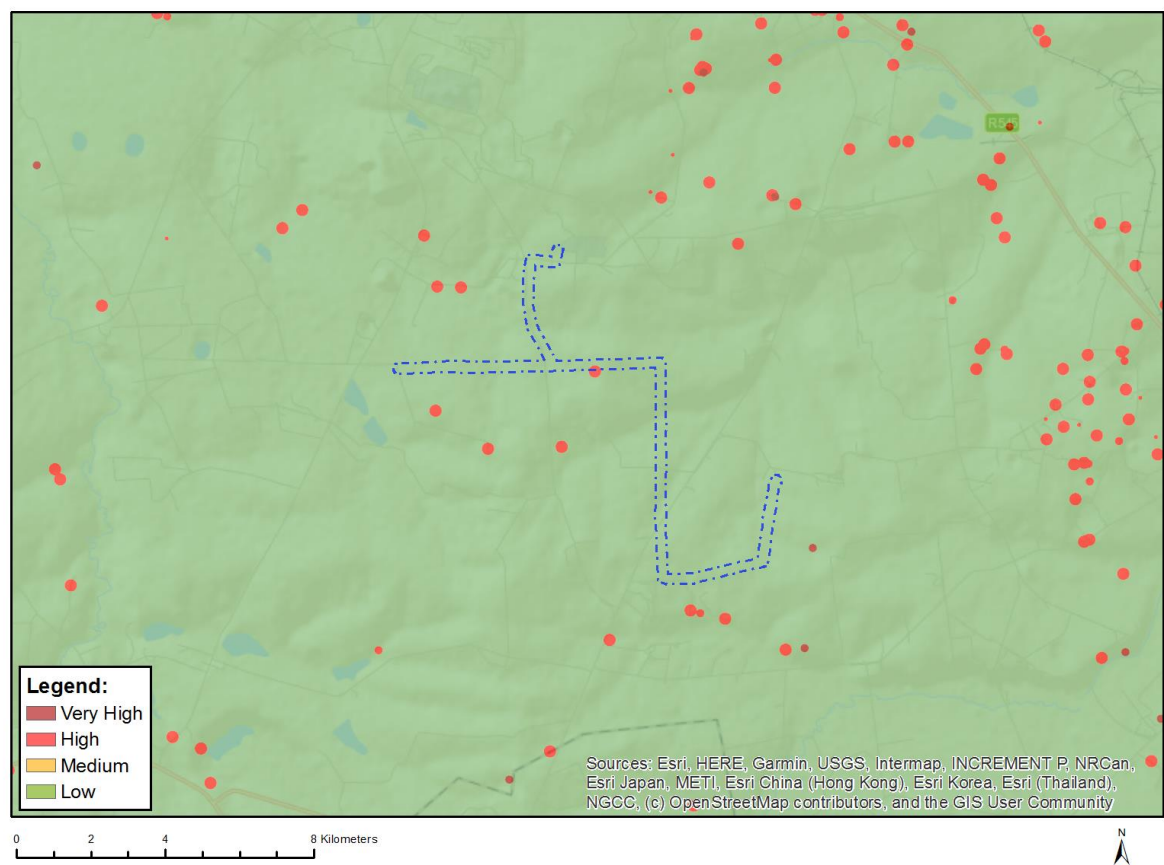 Legend:
Very High
High
Medium
Low
Sources: Esri, HERE, Garmin, USGS, Intermap, INCREMENT P, NRCan,
Esri Japan, METI, Esri China (Hong Kong), Esri Korea, Esri (Thailand),
NGCC, (c) OpenStreetMap contributors, and the GIS User Community
0 2 4 8 Kilometers
N